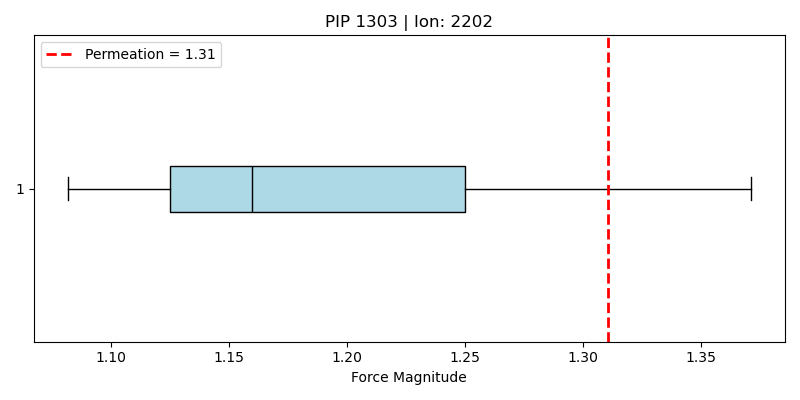 PIP 1303 | Ion: 2202
Permeation = 1.31
1
1.10 1.15 1.20 1.25 1.30 1.35
Force Magnitude